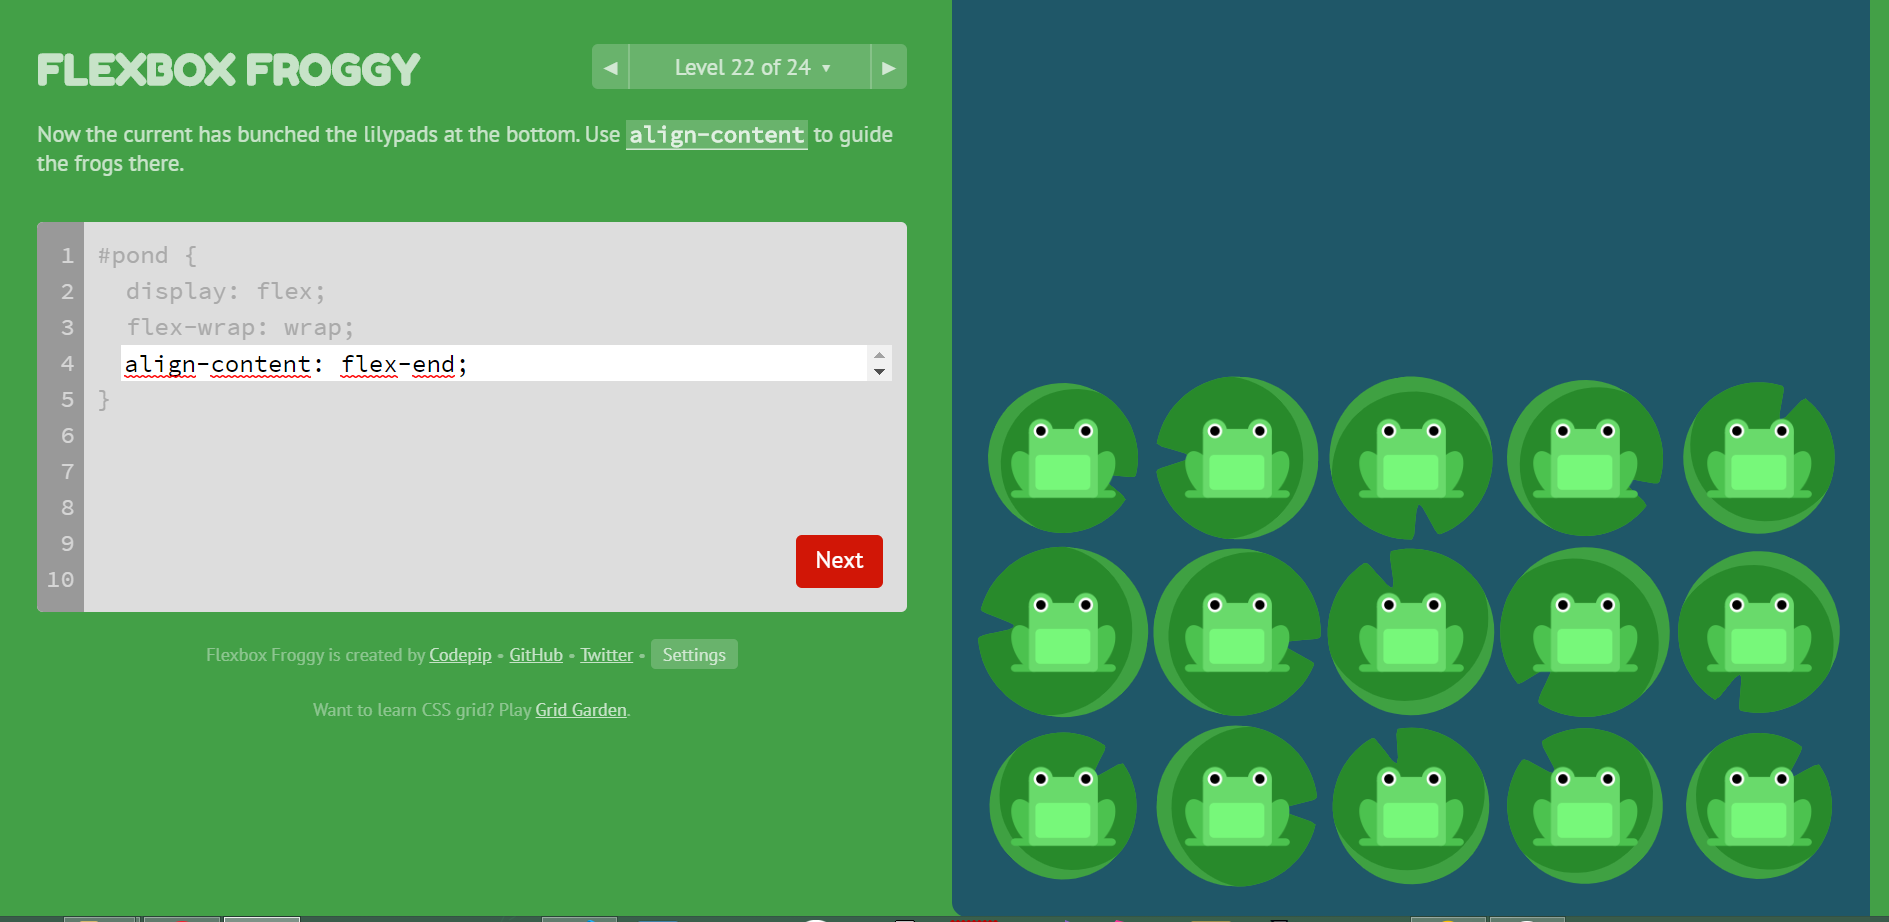 FLEXBOX FROGGY
◀ Level 22 of 24 ▾ ▶
Now the current has bunched the lilypads at the bottom. Use align-content to guide
the frogs there.
1 #pond {
2 display: flex;
3 flex-wrap: wrap;
4 align-content: flex-end;
5 }
6
7
8
9
10
Next
Flexbox Froggy is created by Codepip • GitHub • Twitter • Settings
Want to learn CSS grid? Play Grid Garden.